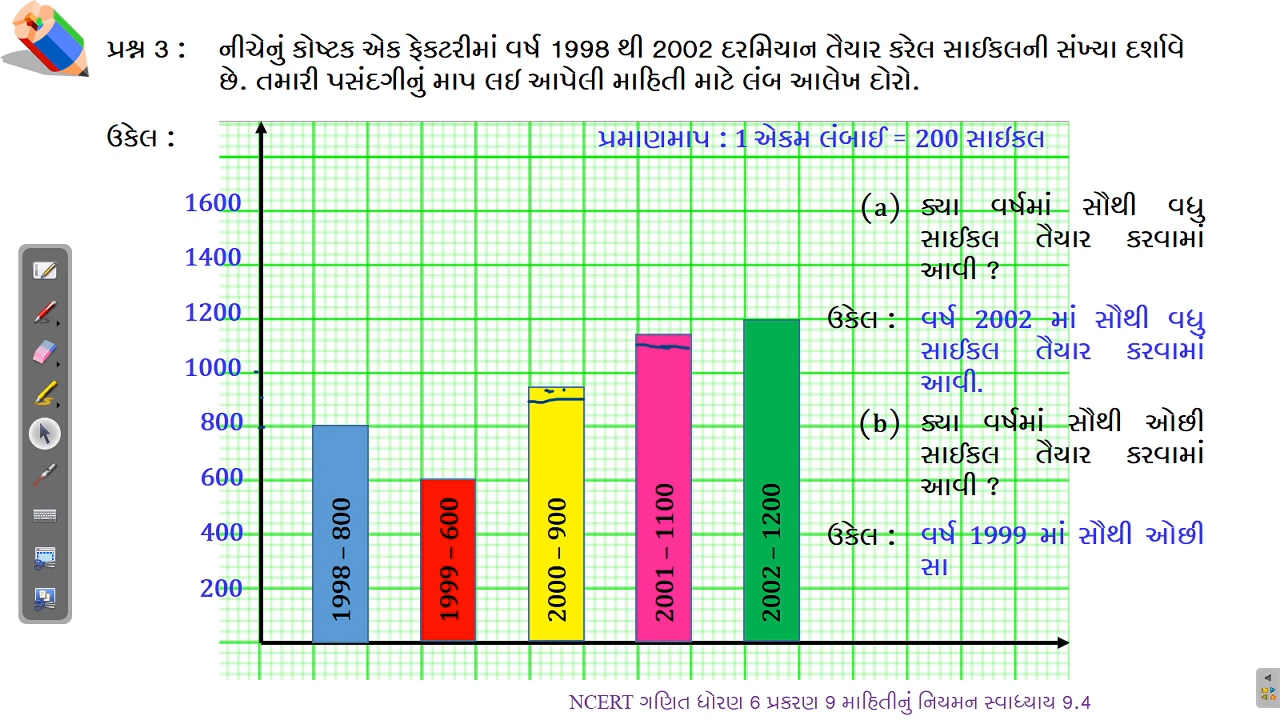 પ્રશ્ન 3 : નીચેનું કોષ્ટક એક ફેકટરીમાં વર્ષ 1998 થી 2002 દરમિયાન તૈયાર કરેલ સાઈકલની સંખ્યા દર્શાવે
છે. તમારી પસંદગીનું માપ લઈ આપેલી માહિતી માટે લંબ આલેખ દોરો.
ઉકેલ :
પ્રમાણમાપ : 1 એકમ લંબાઈ = 200 સાઈકલ
1600
1400
1200
1000
800
600
400
200
1998 – 800
1999 – 600
2000 – 900
2001 – 1100
2002 – 1200
(a) ક્યા વર્ષમાં સૌથી વધુ
સાઈકલ તૈયાર કરવામાં
આવી ?
ઉકેલ : વર્ષ 2002 માં સૌથી વધુ
સાઈકલ તૈયાર કરવામાં
આવી.
(b) ક્યા વર્ષમાં સૌથી ઓછી
સાઈકલ તૈયાર કરવામાં
આવી ?
ઉકેલ : વર્ષ 1999 માં સૌથી ઓછી
સા
NCERT ગણિત ધોરણ 6 પ્રકરણ 9 માહિતીનું નિયમન સ્વાધ્યાય 9.4